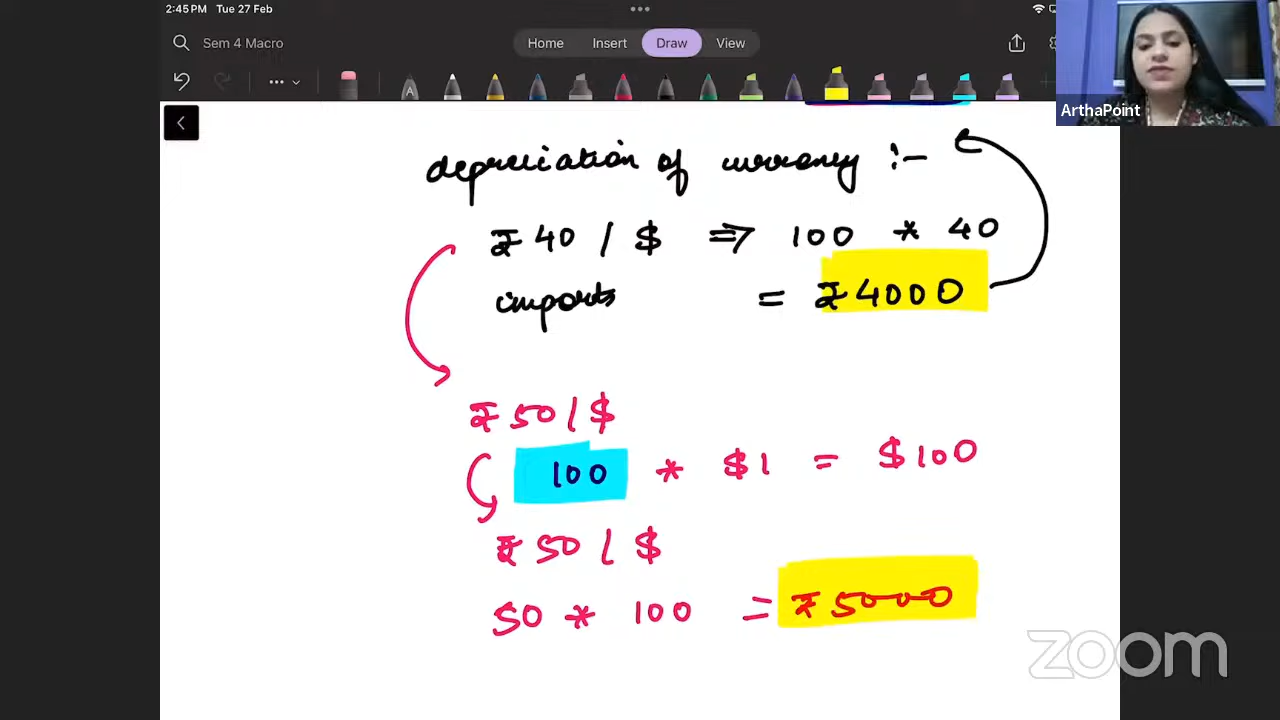 2:45 PM Tue 27 Feb
Sem 4 Macro
Home Insert Draw View
A
ArthaPoint
depreciation of currency :-
₹ 40 / $ ⇒ 100 * 40
imports = ₹ 4000
₹ 50 / $
100 * $1 = $100
₹ 50 / $
50 * 100 = ₹ 5000
zoom